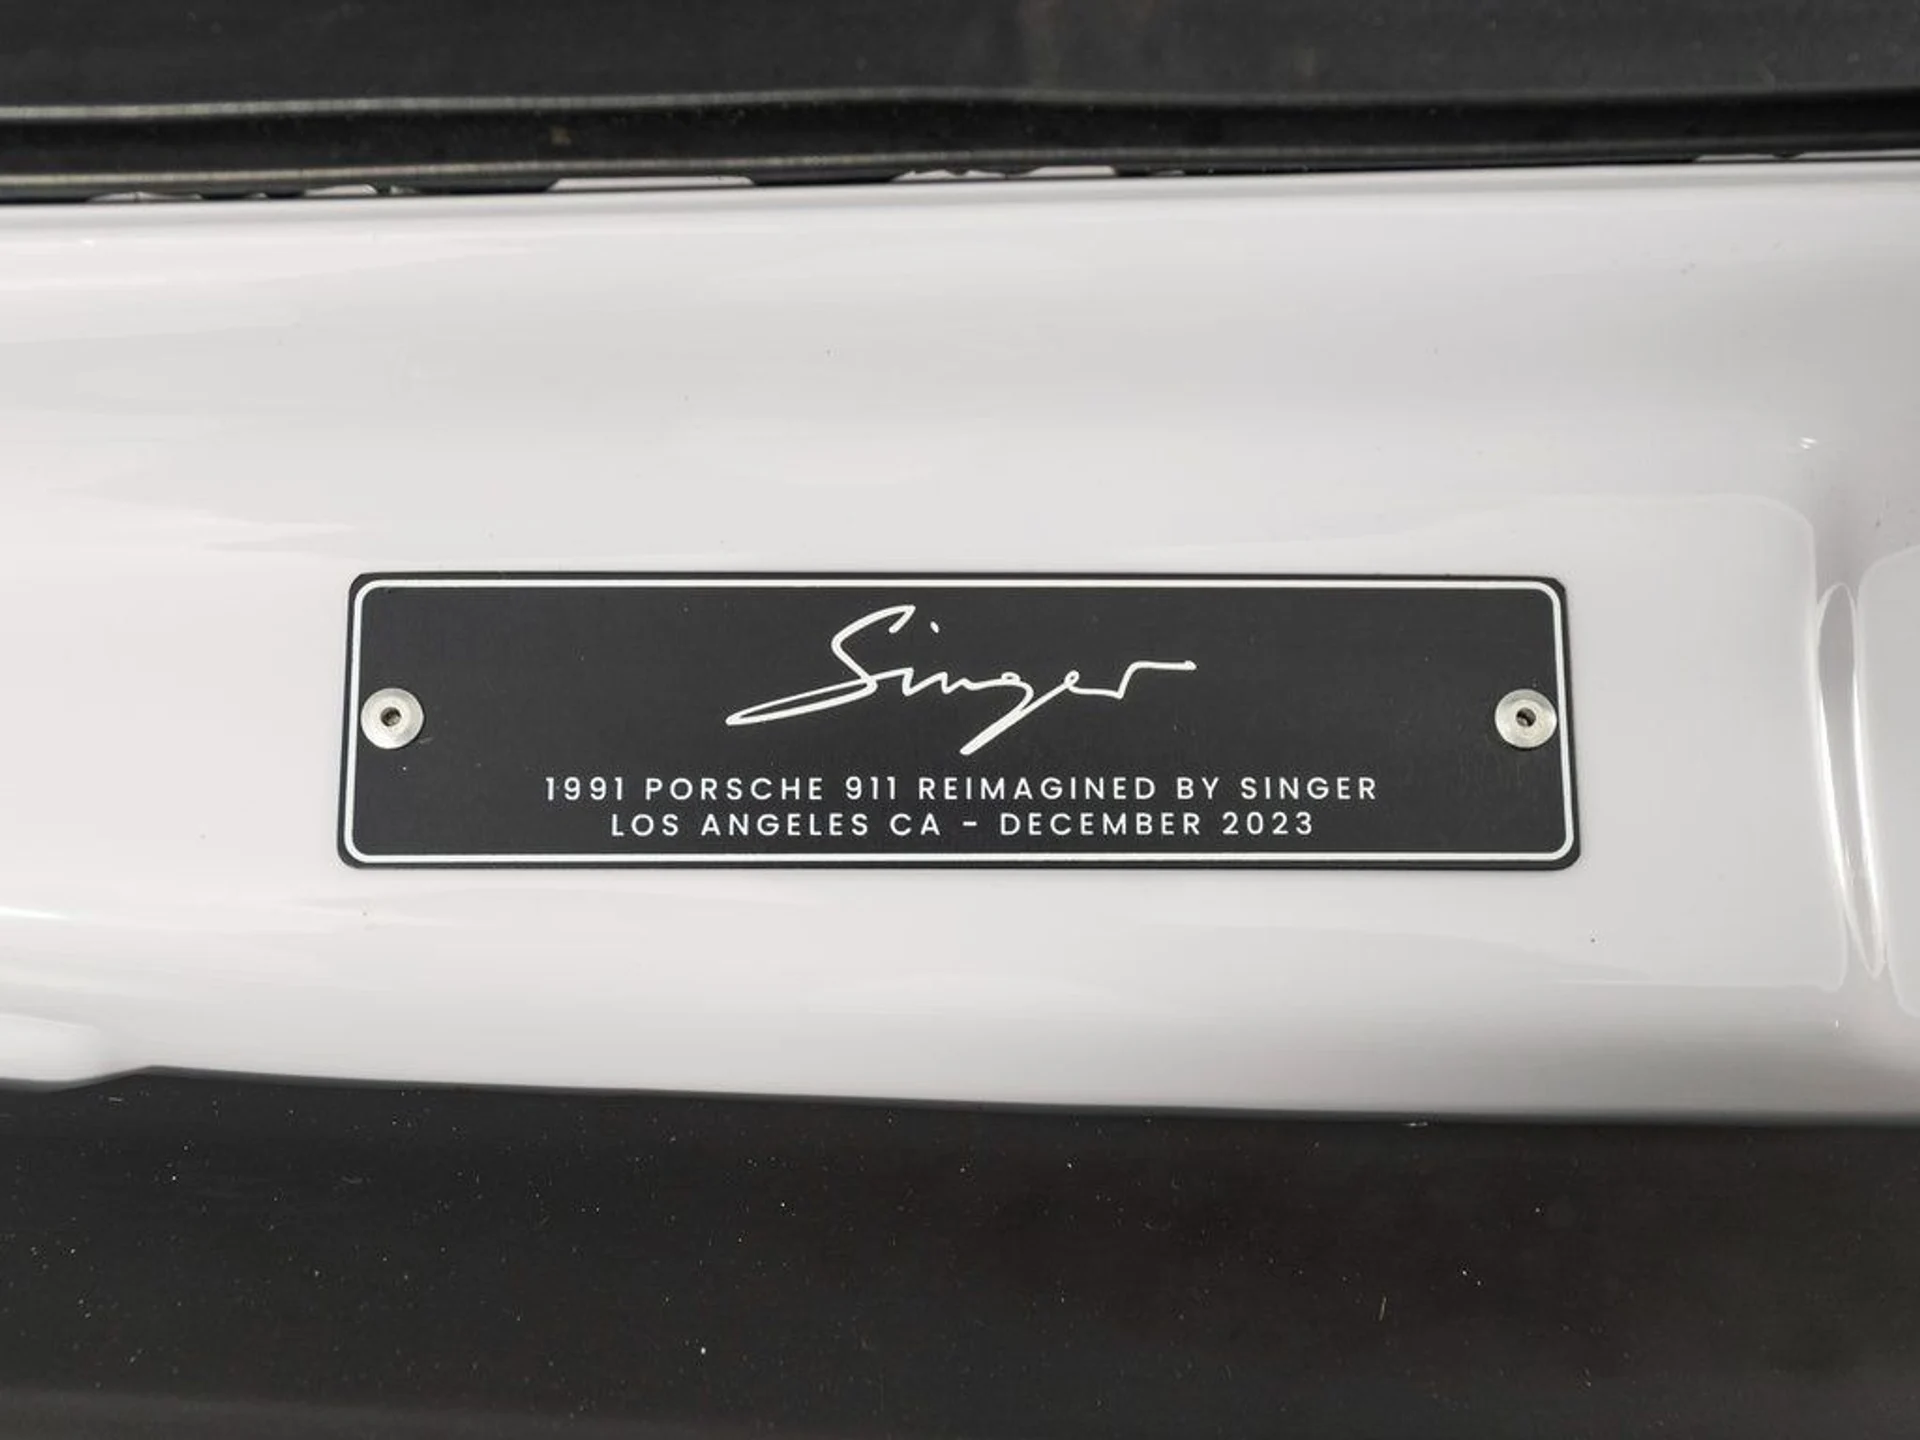 Singer
1991 PORSCHE 911 REIMAGINED BY SINGER
LOS ANGELES CA - DECEMBER 2023